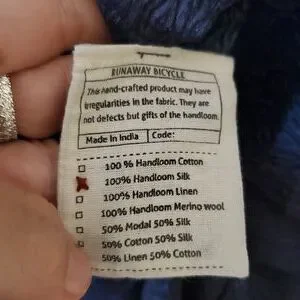 RUNAWAY BICYCLE
This hand-crafted product may have
irregularities in the fabric. They are
not defects but gifts of the handloom.
Made in India Code:
100 % Handloom Cotton
100% Handloom Silk
100% Handloom Linen
100% Handloom Merino wool
50% Modal 50% Silk
50% Cotton 50% Silk
50% Linen 50% Cotton